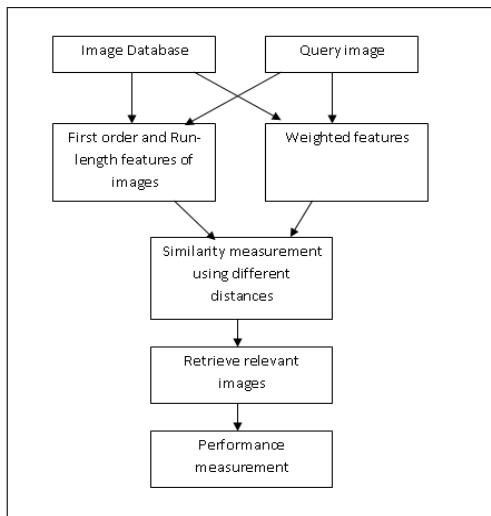 Image Database
Query image
First order and Run-
length features of
images
Weighted features
Similarity measurement
using different
distances
Retrieve relevant
images
Performance
measurement